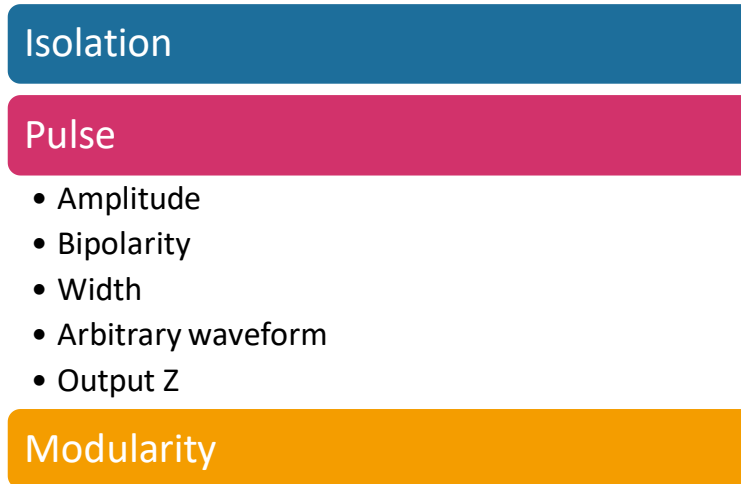 Isolation
Pulse
• Amplitude
• Bipolarity
• Width
• Arbitrary waveform
• Output Z
Modularity